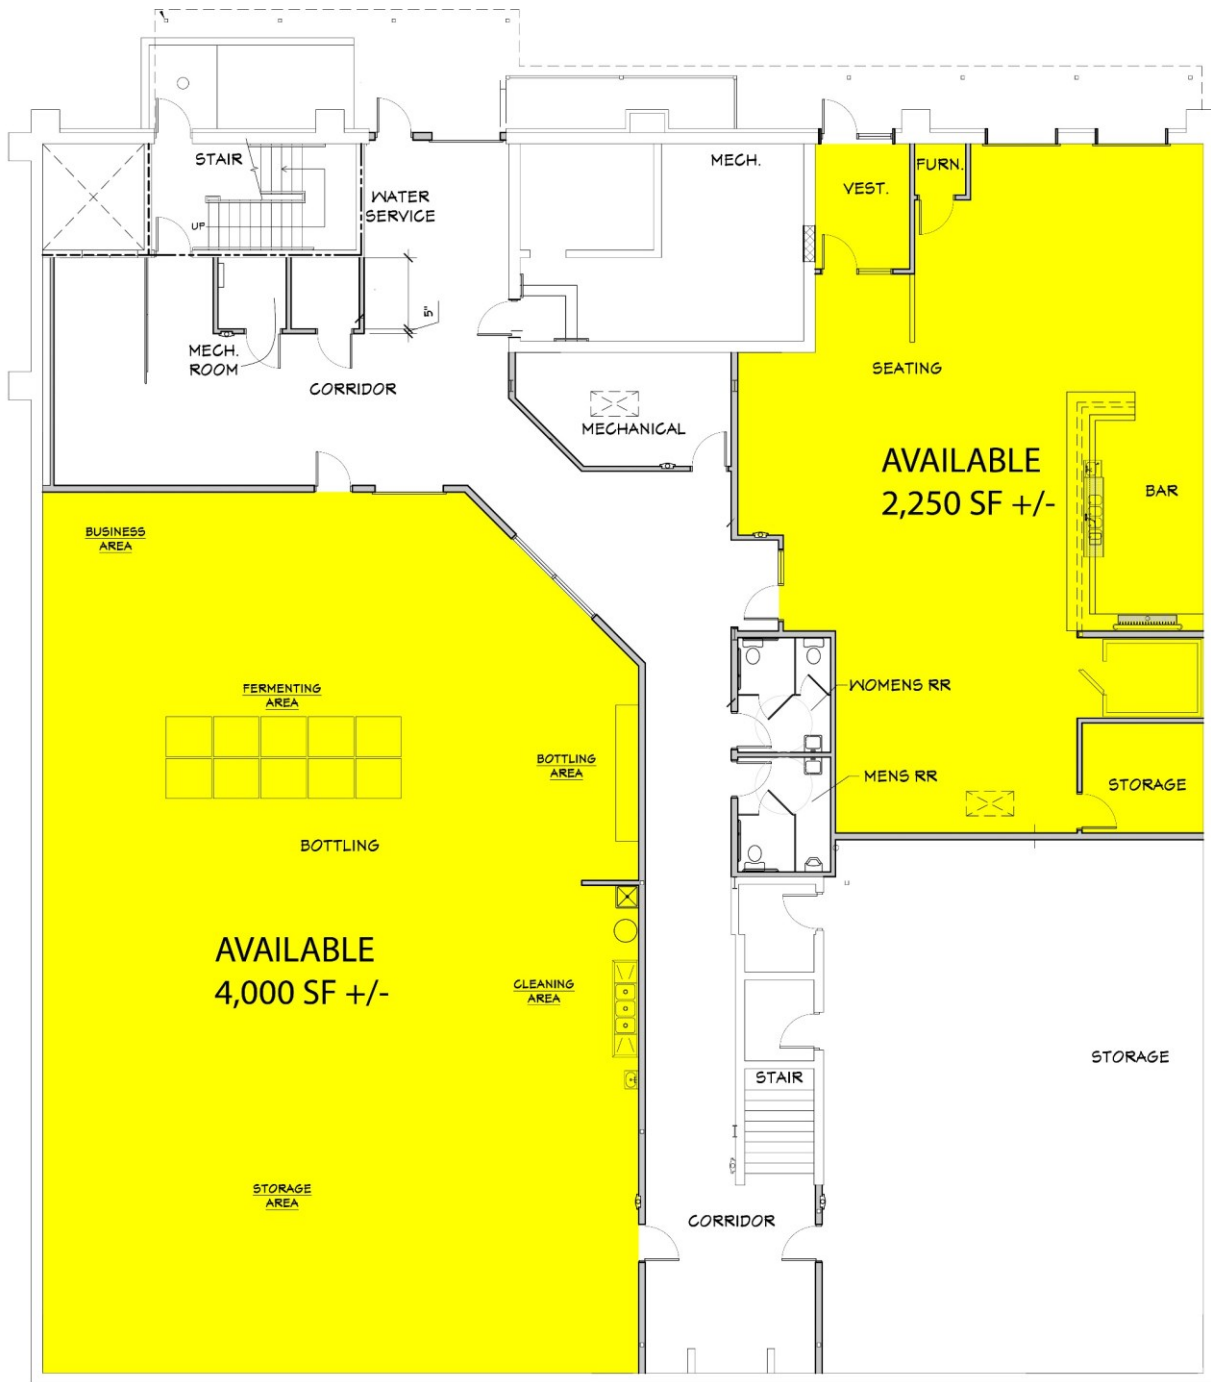 STAIR
UP
WATER
SERVICE
MECH.
VEST.
FURN.
5"
MECH.
ROOM
CORRIDOR
MECHANICAL
SEATING
AVAILABLE
2,250 SF +/-
BAR
BUSINESS
AREA
FERMENTING
AREA
BOTTLING
AREA
BOTTLING
WOMENS RR
MENS RR
STORAGE
AVAILABLE
4,000 SF +/-
CLEANING
AREA
STAIR
STORAGE
STORAGE
AREA
CORRIDOR